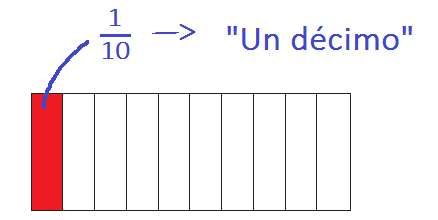 1/10 → "Un décimo"